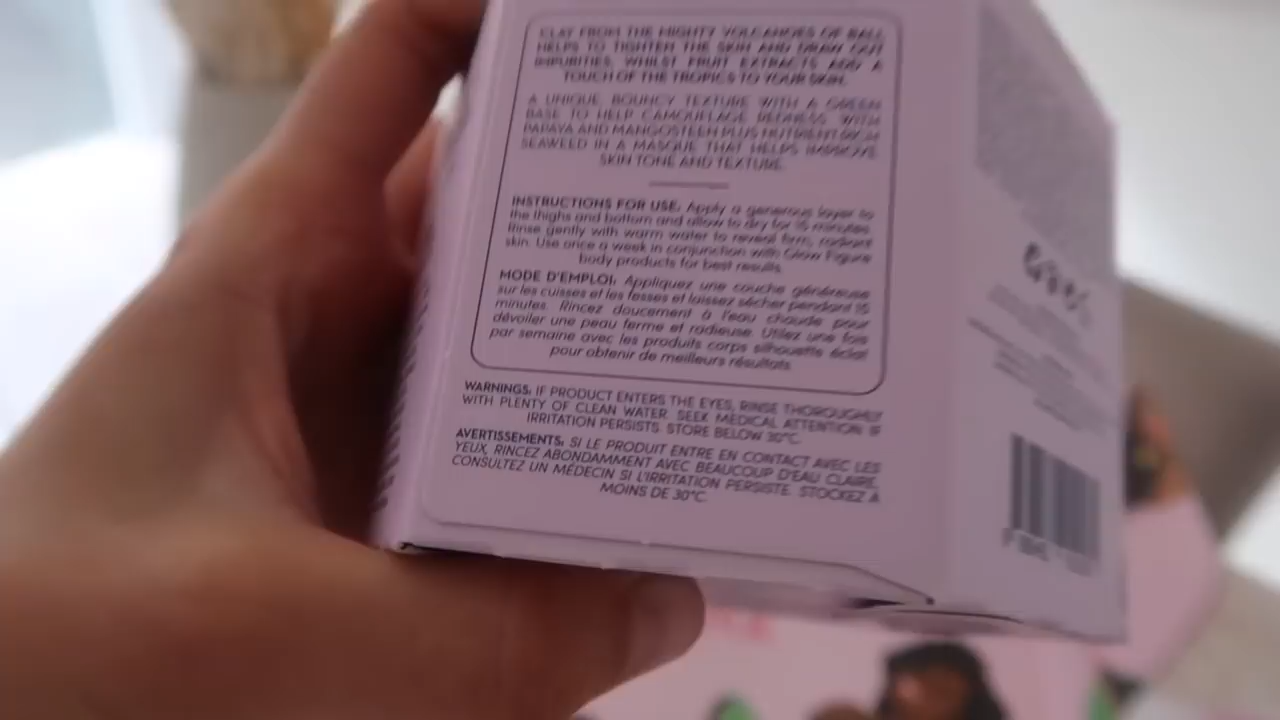 CLAY FROM THE MIGHTY VOLCANOES OF BALI
HELPS TO TIGHTEN THE SKIN AND DRAW OUT
IMPURITIES, WHILST FRUIT EXTRACTS ADD A
TOUCH OF THE TROPICS TO YOUR SKIN.
A UNIQUE BOUNCY TEXTURE WITH A GREEN
BASE TO HELP CAMOUFLAGE REDNESS, WITH
PAPAYA AND MANGOSTEEN PLUS NUTRIENT-RICH
SEAWEED IN A MASQUE THAT HELPS IMPROVE
SKIN TONE AND TEXTURE.
INSTRUCTIONS FOR USE: Apply a generous layer to
the thighs and bottom and allow to dry for 15 minutes.
Rinse gently with warm water to reveal firm, radiant
skin. Use once a week in conjunction with Glow Figure
body products for best results.
MODE D'EMPLOI: Appliquez une couche généreuse
sur les cuisses et les fesses et laissez sécher pendant 15
minutes. Rincez doucement à l'eau chaude pour
dévoiler une peau ferme et radieuse. Utilez une fois
par semaine avec les produits corps silhouette éclat
pour obtenir de meilleurs résultats.
WARNINGS: IF PRODUCT ENTERS THE EYES, RINSE THOROUGHLY
WITH PLENTY OF CLEAN WATER. SEEK MEDICAL ATTENTION IF
IRRITATION PERSISTS. STORE BELOW 30°C.
AVERTISSEMENTS: SI LE PRODUIT ENTRE EN CONTACT AVEC LES
YEUX, RINCEZ ABONDAMMENT AVEC BEAUCOUP D'EAU CLAIRE.
CONSULTEZ UN MÉDECIN SI L'IRRITATION PERSISTE. STOCKEZ À
MOINS DE 30°C.